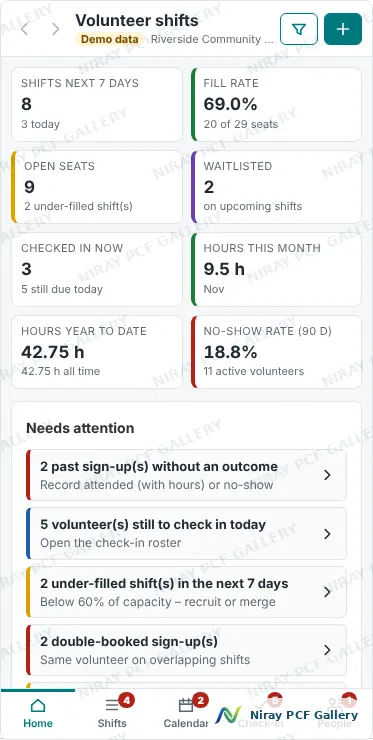 Volunteer shifts
Demo data Riverside Community ...
SHIFTS NEXT 7 DAYS
8
3 today
FILL RATE
69.0%
20 of 29 seats
OPEN SEATS
9
2 under-filled shift(s)
WAITLISTED
2
on upcoming shifts
CHECKED IN NOW
3
5 still due today
HOURS THIS MONTH
9.5 h
Nov
HOURS YEAR TO DATE
42.75 h
42.75 h all time
NO-SHOW RATE (90 D)
18.8%
11 active volunteers
Needs attention
2 past sign-up(s) without an outcome
Record attended (with hours) or no-show
5 volunteer(s) still to check in today
Open the check-in roster
2 under-filled shift(s) in the next 7 days
Below 60% of capacity – recruit or merge
2 double-booked sign-up(s)
Same volunteer on overlapping shifts
Home
4
Shifts
2
Calendar
Check-in
People
Niray PCF Gallery
NIRAY PCF GALLERY